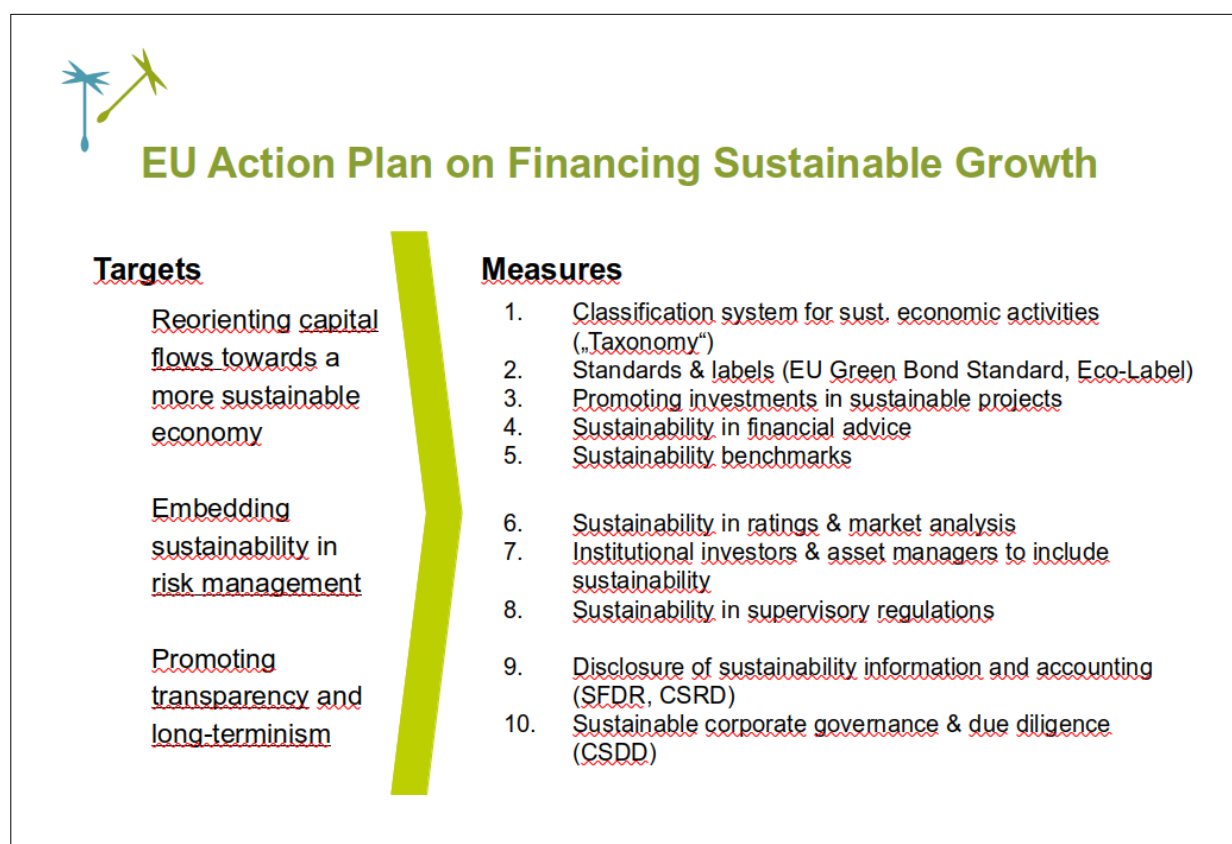 EU Action Plan on Financing Sustainable Growth
Targets
Reorienting capital
flows towards a
more sustainable
economy
Embedding
sustainability in
risk management
Promoting
transparency and
long-terminism
Measures
1. Classification system for sust. economic activities
(„Taxonomy“)
2. Standards & labels (EU Green Bond Standard, Eco-Label)
3. Promoting investments in sustainable projects
4. Sustainability in financial advice
5. Sustainability benchmarks
6. Sustainability in ratings & market analysis
7. Institutional investors & asset managers to include
sustainability
8. Sustainability in supervisory regulations
9. Disclosure of sustainability information and accounting
(SFDR, CSRD)
10. Sustainable corporate governance & due diligence
(CSDD)